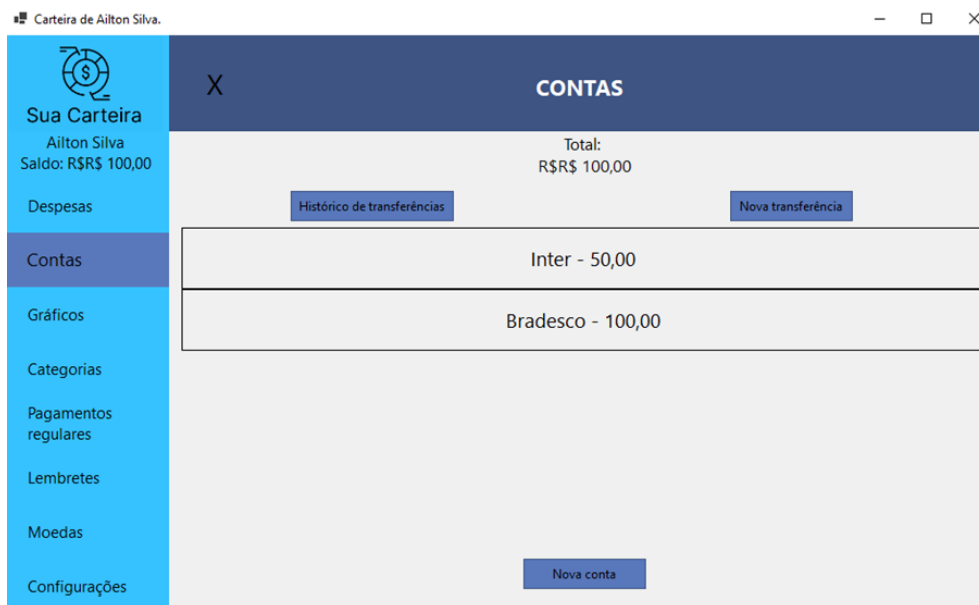 Carteira de Ailton Silva.
Sua Carteira
Ailton Silva
Saldo: R$R$ 100,00
Despesas
Contas
Gráficos
Categorias
Pagamentos
regulares
Lembretes
Moedas
Configurações
X
CONTAS
Total:
R$R$ 100,00
Histórico de transferências
Nova transferência
Inter - 50,00
Bradesco - 100,00
Nova conta